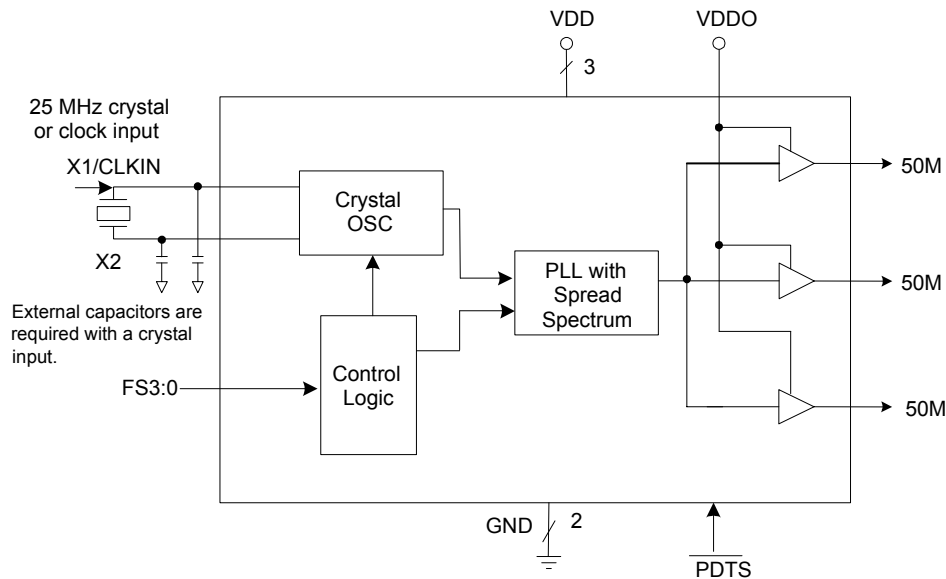 VDD
VDDO
3
25 MHz crystal
or clock input
X1/CLKIN
50M
Crystal
OSC
X2
PLL with
Spread
Spectrum
50M
External capacitors are
required with a crystal
input.
Control
Logic
FS3:0
50M
GND
2
PDTS